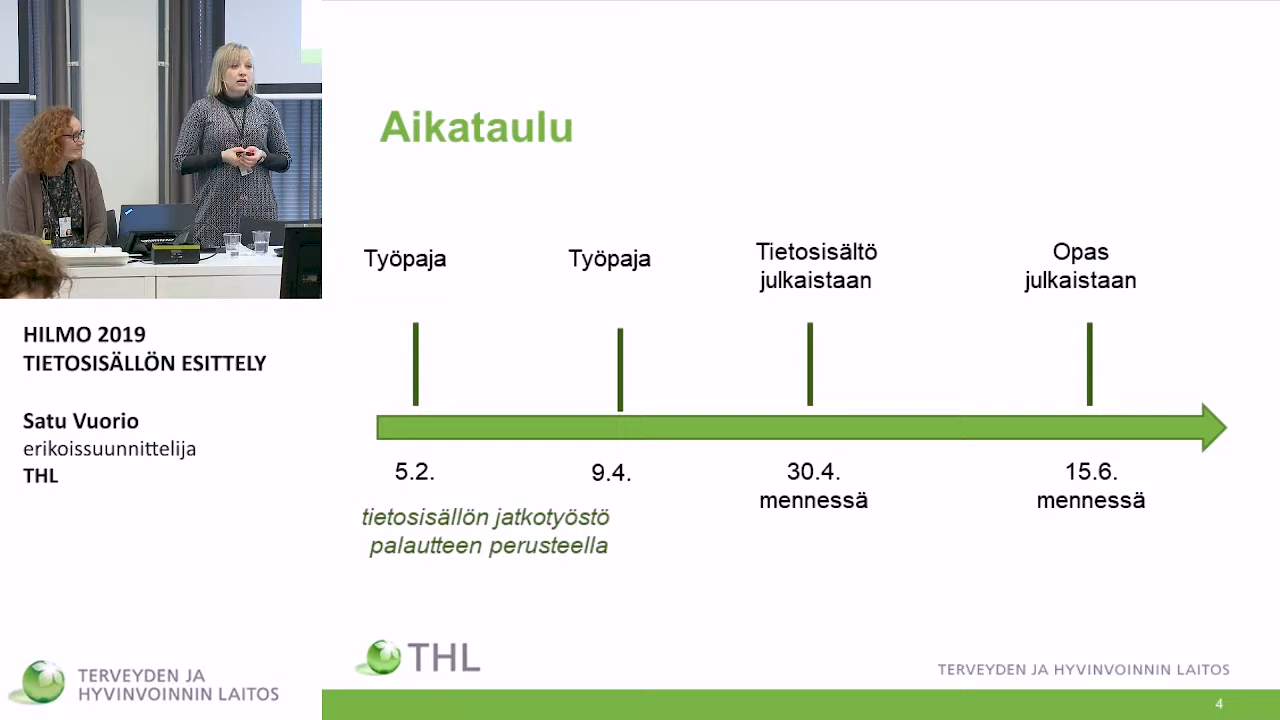 HILMO 2019
TIETOSISÄLLÖN ESITTELY
Satu Vuorio
erikoissuunnittelija
THL
TERVEYDEN JA
HYVINVOINNIN LAITOS
Aikataulu
Työpaja
Työpaja
Tietosisältö
julkaistaan
Opas
julkaistaan
5.2.
9.4.
30.4.
mennessä
15.6.
mennessä
tietosisällön jatkotyöstö
palautteen perusteella
THL
TERVEYDEN JA HYVINVOINNIN LAITOS
4